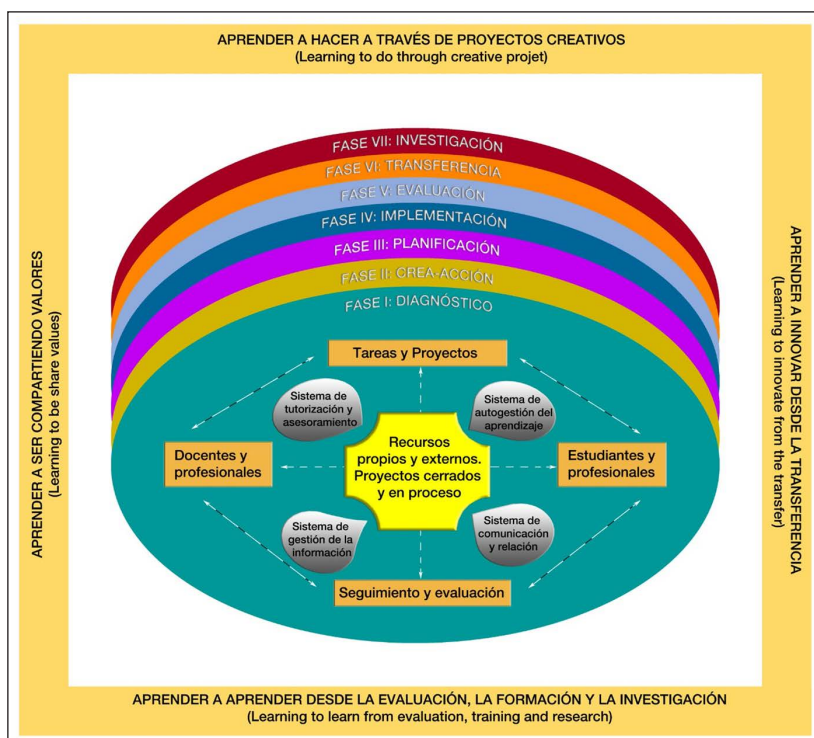 APRENDER A HACER A TRAVÉS DE PROYECTOS CREATIVOS
(Learning to do through creative projet)
APRENDER A SER COMPARTIENDO VALORES
(Learning to be share values)
FASE VII: INVESTIGACIÓN
FASE VI: TRANSFERENCIA
FASE V: EVALUACIÓN
FASE IV: IMPLEMENTACIÓN
FASE III: PLANIFICACIÓN
FASE II: CREA-ACCIÓN
FASE I: DIAGNÓSTICO
Tareas y Proyectos
Sistema de
tutorización y
asesoramiento
Sistema de
autogestión del
aprendizaje
Docentes y
profesionales
Recursos
propios y externos.
Proyectos cerrados
y en proceso
Estudiantes y
profesionales
Sistema de
gestión de la
información
Sistema de
comunicación
y relación
Seguimiento y evaluación
APRENDER A INNOVAR DESDE LA TRANSFERENCIA
(Learning to innovate from the transfer)
APRENDER A APRENDER DESDE LA EVALUACIÓN, LA FORMACIÓN Y LA INVESTIGACIÓN
(Learning to learn from evaluation, training and research)